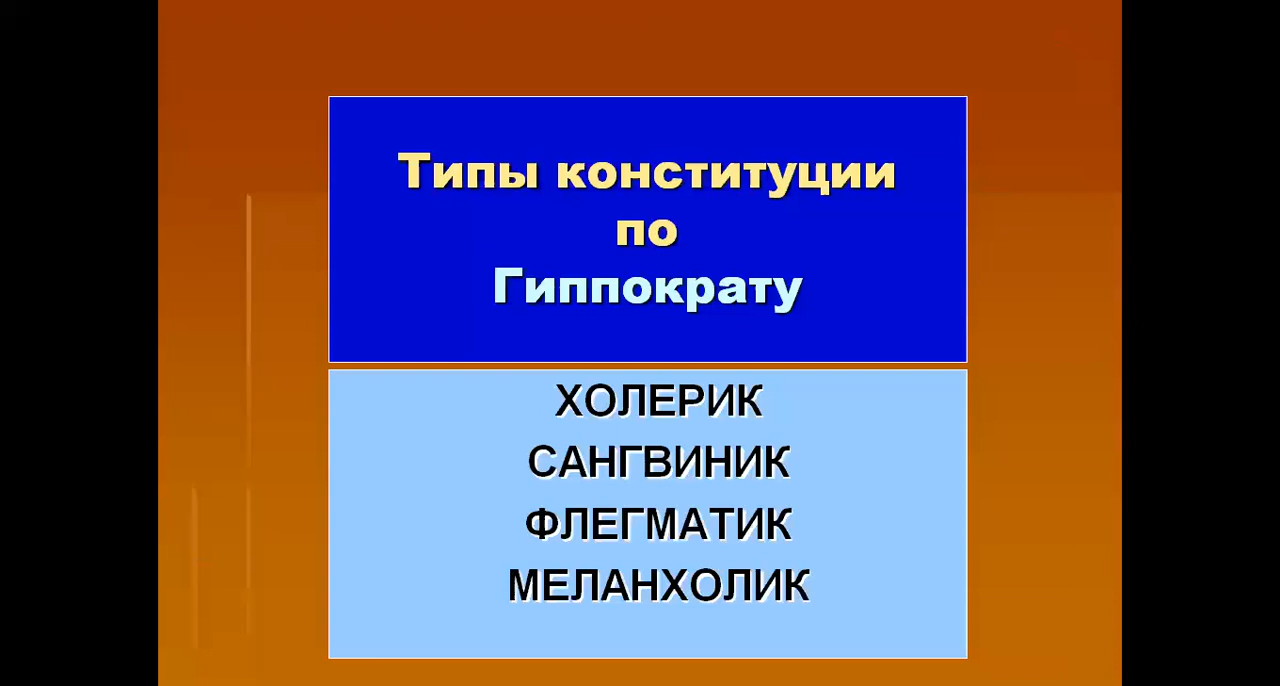 Типы конституции
по
Гиппократу
ХОЛЕРИК
САНГВИНИК
ФЛЕГМАТИК
МЕЛАНХОЛИК